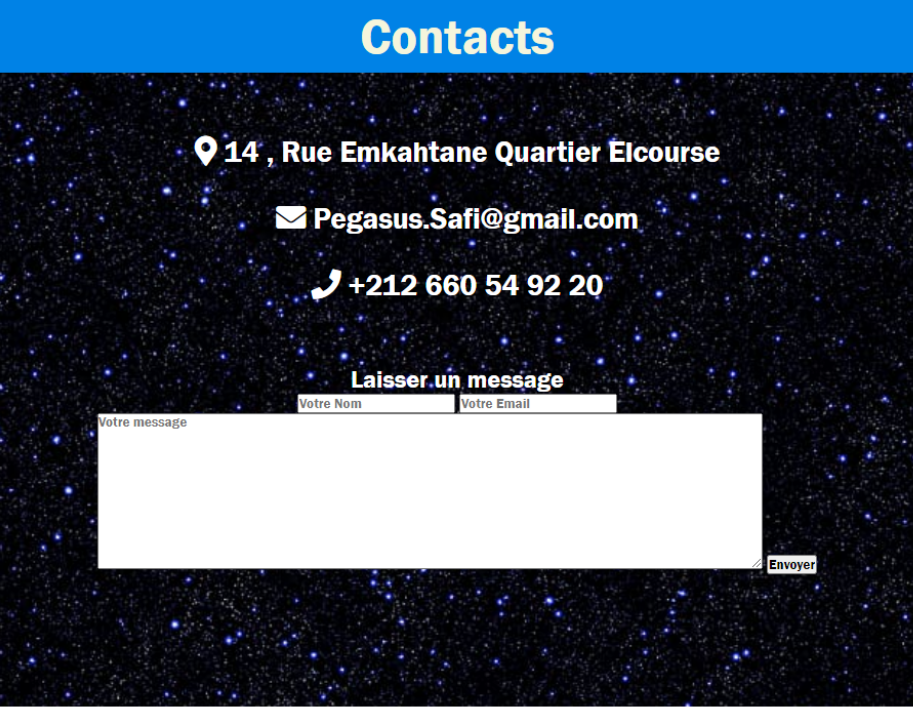 Contacts
14 , Rue Emkahtane Quartier Elcourse
Pegasus.Safi@gmail.com
+212 660 54 92 20
Laisser un message
Votre Nom Votre Email
Votre message
Envoyer